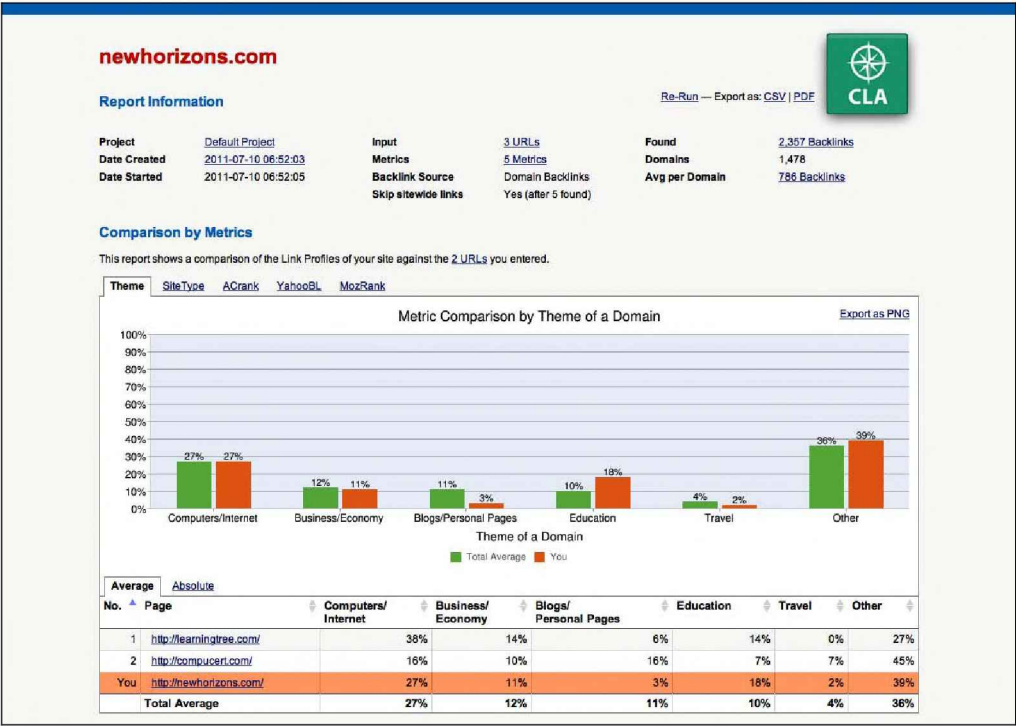 newhorizons.com
CLA
Report Information
Re-Run — Export as: CSV | PDF
Project Default Project Input 3 URLs Found 2,357 Backlinks
Date Created 2011-07-10 06:52:03 Metrics 5 Metrics Domains 1,478
Date Started 2011-07-10 06:52:05 Backlink Source Domain Backlinks Avg per Domain 786 Backlinks
Skip sitewide links Yes (after 5 found)
Comparison by Metrics
This report shows a comparison of the Link Profiles of your site against the 2 URLs you entered.
Theme SiteType ACrank YahooBL MozRank
Metric Comparison by Theme of a Domain Export as PNG
100%
90%
80%
70%
60%
50%
40%
30%
20%
10%
0%
27% 27% 12% 11% 11% 3% 10% 18% 4% 2% 36% 39%
Computers/Internet Business/Economy Blogs/Personal Pages Education Travel Other
Theme of a Domain
Total Average You
Average Absolute
No. Page Computers/ Business/ Blogs/ Education Travel Other
Internet Economy Personal Pages
1 http://learningtree.com/ 38% 14% 6% 14% 0% 27%
2 http://compucert.com/ 16% 10% 16% 7% 7% 45%
You http://newhorizons.com/ 27% 11% 3% 18% 2% 39%
Total Average 27% 12% 11% 10% 4% 36%